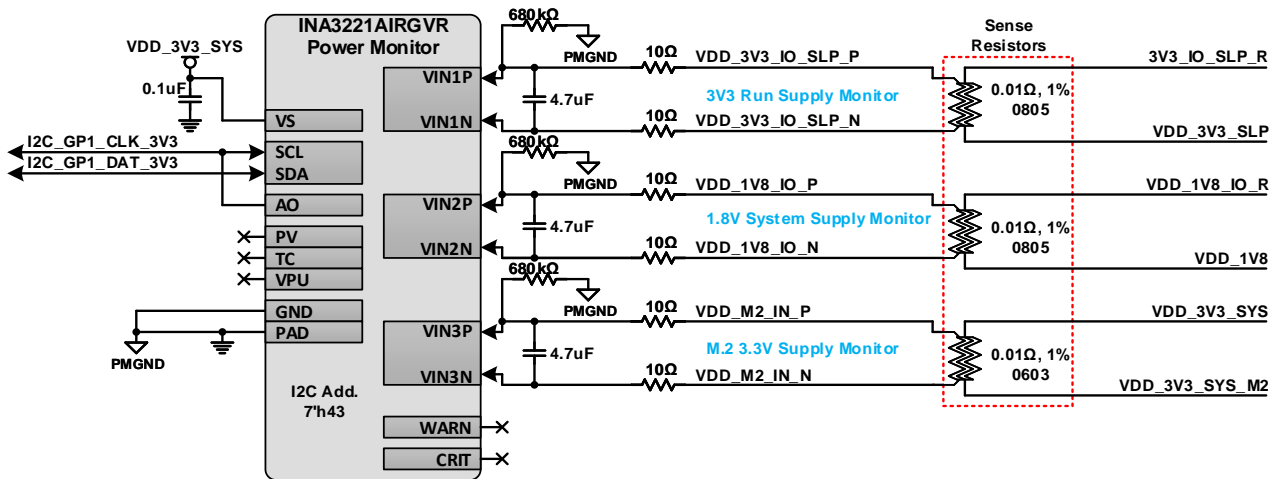 INA3221AIRGVR
Power Monitor
VDD_3V3_SYS
0.1uF
VS
I2C_GP1_CLK_3V3
SCL
I2C_GP1_DAT_3V3
SDA
AO
PV
TC
VPU
GND
PAD
PMGND
I2C Add.
7'h43
VIN1P
VIN1N
VIN2P
VIN2N
VIN3P
VIN3N
WARN
CRIT
680kΩ
PMGND
10Ω
VDD_3V3_IO_SLP_P
4.7uF
3V3 Run Supply Monitor
10Ω
VDD_3V3_IO_SLP_N
680kΩ
PMGND
10Ω
VDD_1V8_IO_P
4.7uF
1.8V System Supply Monitor
10Ω
VDD_1V8_IO_N
680kΩ
PMGND
10Ω
VDD_M2_IN_P
4.7uF
M.2 3.3V Supply Monitor
10Ω
VDD_M2_IN_N
Sense
Resistors
3V3_IO_SLP_R
0.01Ω, 1%
0805
VDD_3V3_SLP
VDD_1V8_IO_R
0.01Ω, 1%
0805
VDD_1V8
VDD_3V3_SYS
0.01Ω, 1%
0603
VDD_3V3_SYS_M2